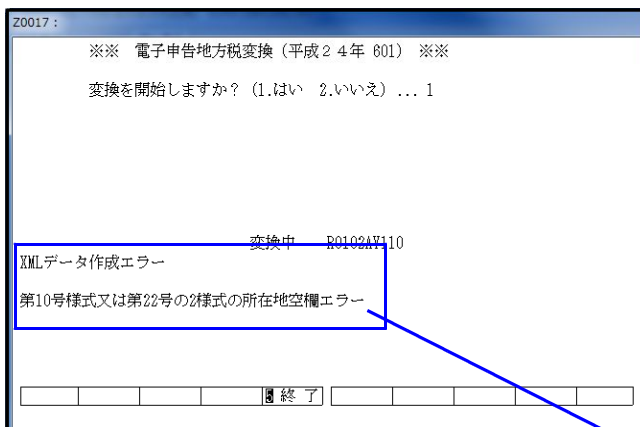 Z0017：
※※　電子申告地方税変換（平成２４年 601）　※※
変換を開始しますか？ (1.はい　2.いいえ) ... 1
変換中　　R0102AV110
XMLデータ作成エラー
第10号様式又は第22号の2様式の所在地空欄エラー
5 終 了